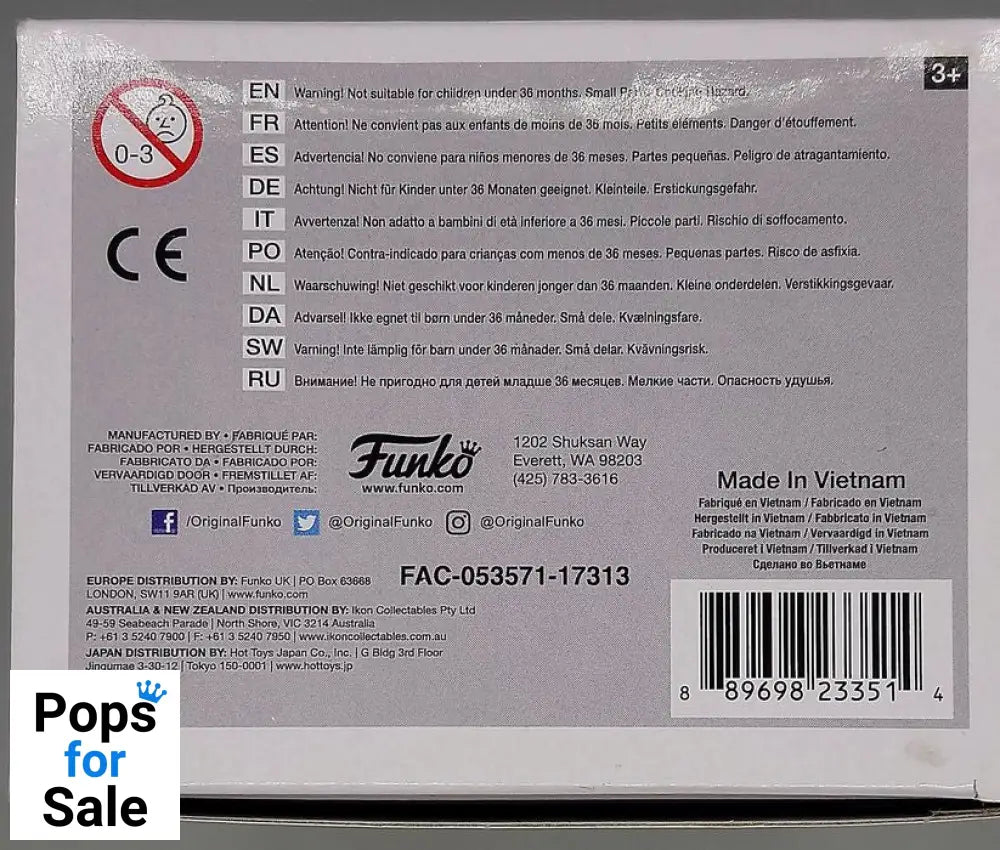 3+
0-3
EN Warning! Not suitable for children under 36 months. Small Hazard.
FR Attention! Ne convient pas aux enfants de moins de 36 mois. Petits éléments. Danger d'étouffement.
ES Advertencia! No conviene para niños menores de 36 meses. Partes pequeñas. Peligro de atragantamiento.
DE Achtung! Nicht für Kinder unter 36 Monaten geeignet. Kleinteile. Erstickungsgefahr.
IT Avvertenza! Non adatto a bambini di età inferiore a 36 mesi. Piccole parti. Rischio di soffocamento.
PO Atenção! Contra-indicado para crianças com menos de 36 meses. Pequenas partes. Risco de asfixia.
NL Waarschuwing! Niet geschikt voor kinderen jonger dan 36 maanden. Kleine onderdelen. Verstikkingsgevaar.
DA Advarsel! Ikke egnet til børn under 36 måneder. Små dele. Kvælningsfare.
SW Varning! Inte lämplig för barn under 36 månader. Små delar. Kvävningsrisk.
RU Внимание! Не пригодно для детей младше 36 месяцев. Мелкие части. Опасность удушья.
CE
MANUFACTURED BY • FABRIQUÉ PAR:
FABRICADO POR • HERGESTELLT DURCH:
FABBRICATO DA • FABRICADO POR:
VERVAARDIGD DOOR • FREMSTILLET AF:
TILLVERKAD AV • Производитель:
Funko
www.funko.com
1202 Shuksan Way
Everett, WA 98203
(425) 783-3616
/OriginalFunko @OriginalFunko @OriginalFunko
Made In Vietnam
Fabriqué en Vietnam / Fabricado en Vietnam
Hergestellt in Vietnam / Fabbricato in Vietnam
Fabricado na Vietnam / Vervaardigd in Vietnam
Produceret i Vietnam / Tillverkad i Vietnam
Сделано во Вьетнаме
FAC-053571-17313
EUROPE DISTRIBUTION BY: Funko UK | PO Box 63668
LONDON, SW11 9AR (UK) | www.funko.com
AUSTRALIA & NEW ZEALAND DISTRIBUTION BY: Ikon Collectables Pty Ltd
49-59 Seabeach Parade | North Shore, VIC 3214 Australia
P: +61 3 5240 7900 | F: +61 3 5240 7950 | www.ikoncollectables.com.au
JAPAN DISTRIBUTION BY: Hot Toys Japan Co., Inc. | G Bldg 3rd Floor
Jingumae 3-30-12 | Tokyo 150-0001 | www.hottoys.jp
8 89698 23351 4
Pops
for
Sale